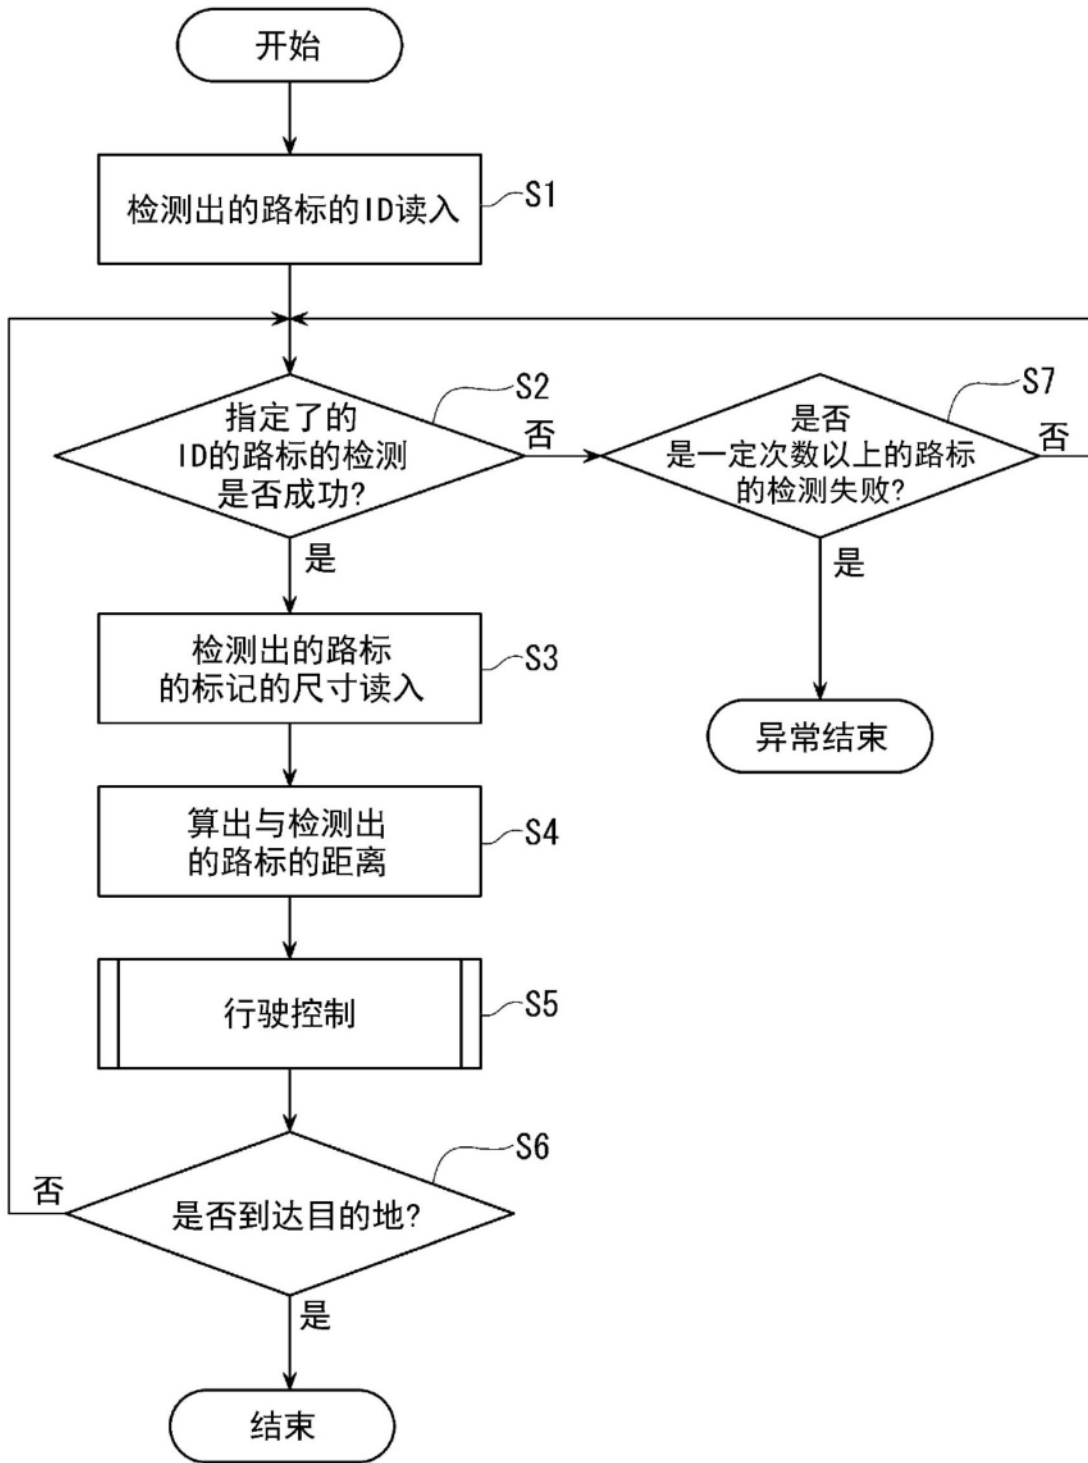 开始
检测出的路标的ID读入
S1
指定了的
ID的路标的检测
是否成功?
S2
否
是
是否
是一定次数以上的路标
的检测失败?
S7
否
是
异常结束
检测出的路标
的标记的尺寸读入
S3
算出与检测出
的路标的距离
S4
行驶控制
S5
是否到达目的地?
S6
否
是
结束